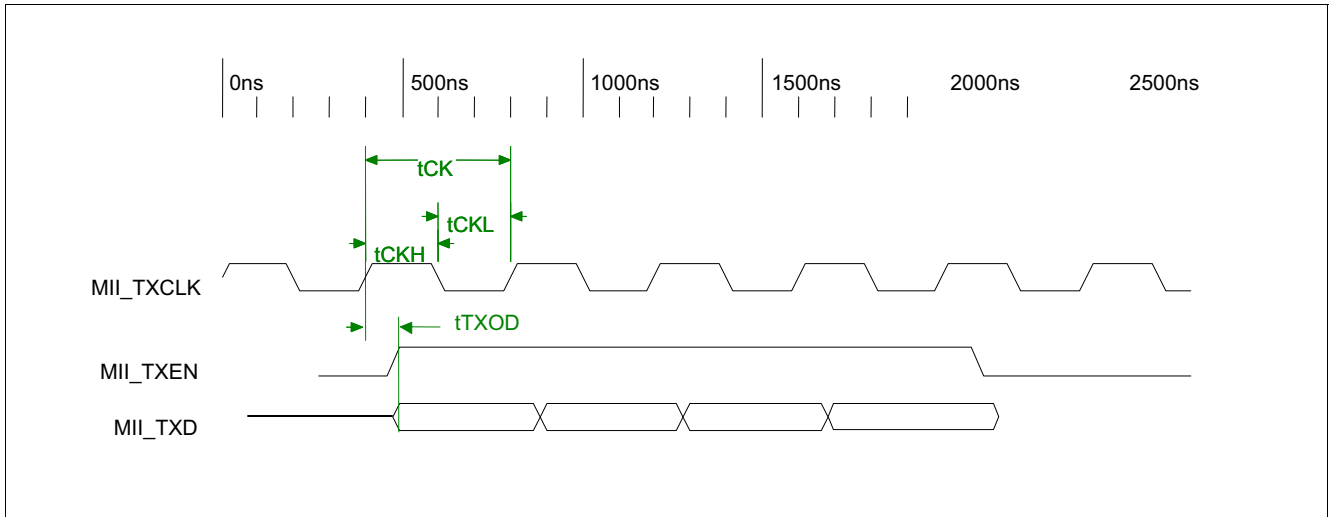 0ns 500ns 1000ns 1500ns 2000ns 2500ns
tCK
tCKL
tCKH
MII_TXCLK
tTXOD
MII_TXEN
MII_TXD